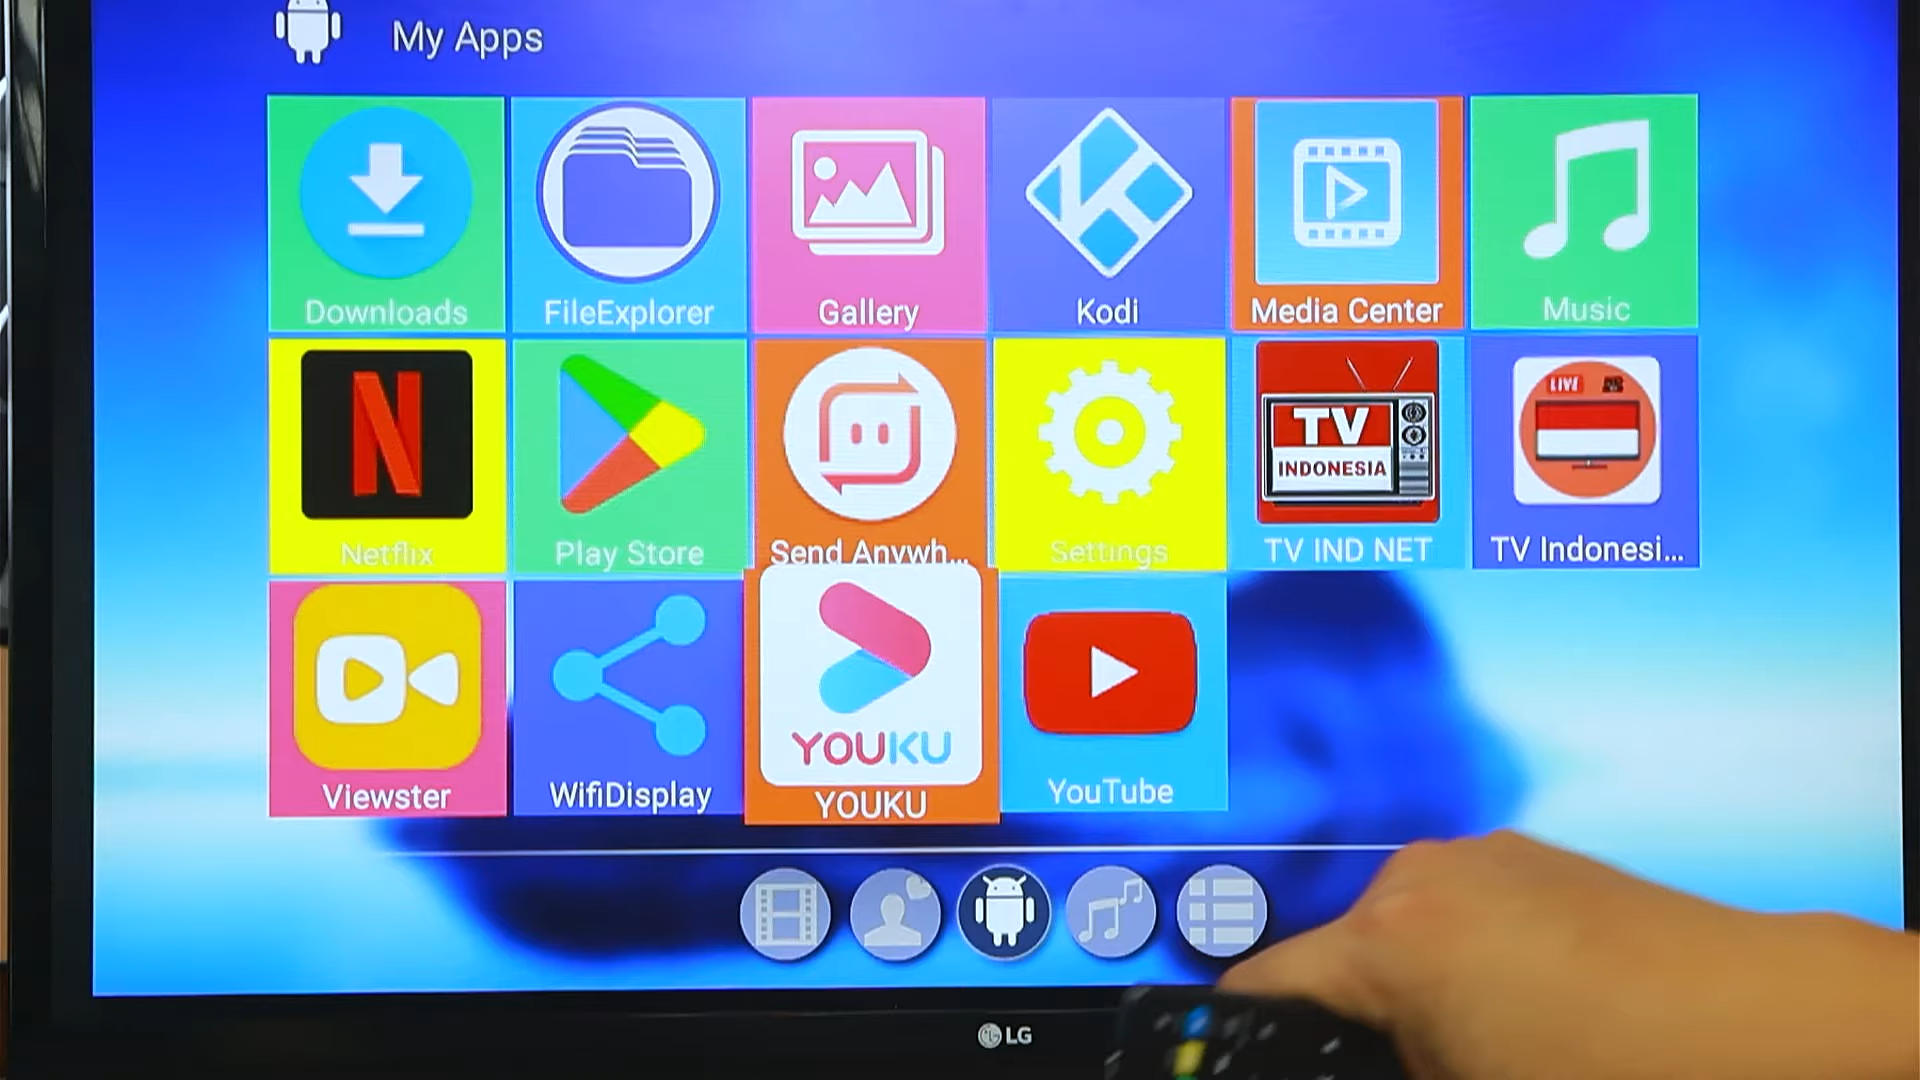 My Apps
Downloads
FileExplorer
Gallery
Kodi
Media Center
Music
LIVE
TV
INDONESIA
Netflix
Play Store
Send Anywh...
Settings
TV IND NET
TV Indonesi...
YOUKU
Viewster
WifiDisplay
YOUKU
YouTube
LG